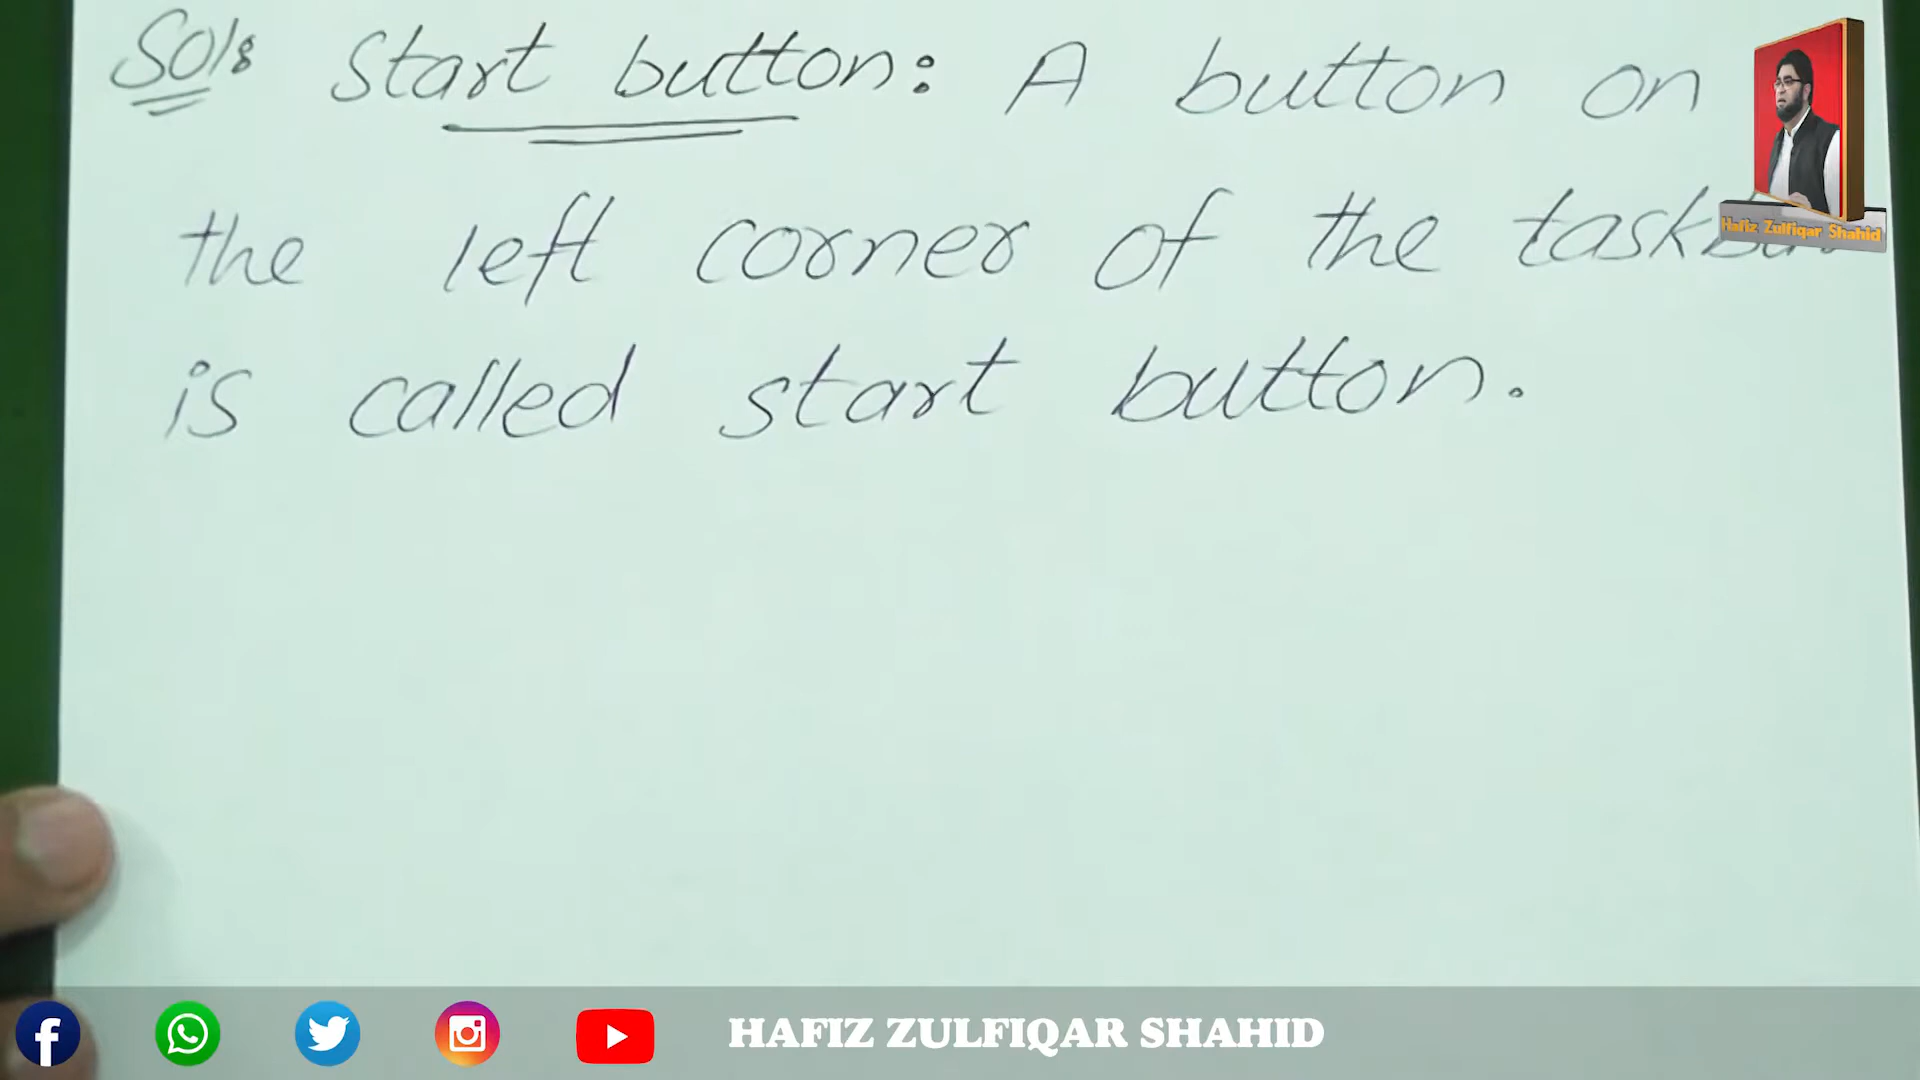 Sol: Start button: A button on
the left corner of the taskbar
is called start button.
Hafiz Zulfiqar Shahid
HAFIZ ZULFIQAR SHAHID